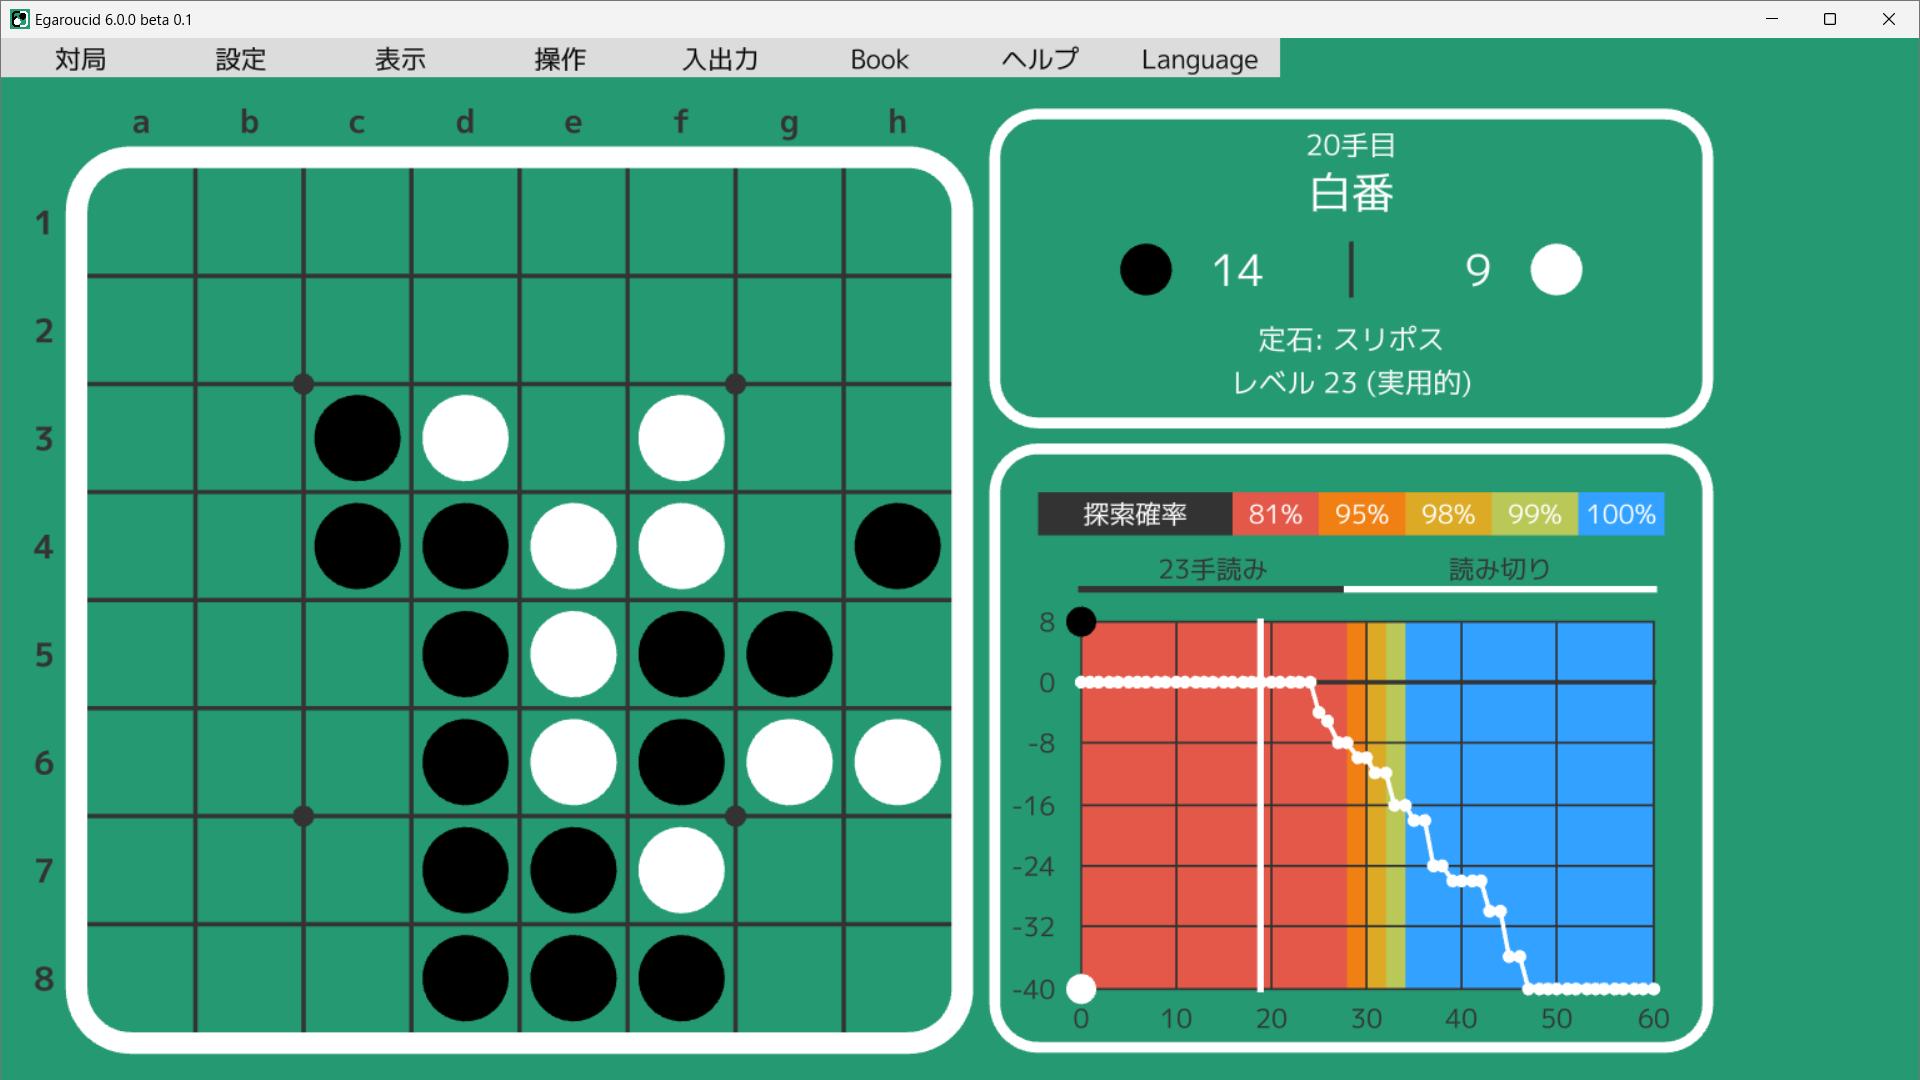 Egaroucid 6.0.0 beta 0.1
対局 設定 表示 操作 入出力 Book ヘルプ Language
a b c d e f g h
1
2
3
4
5
6
7
8
20手目
白番
14 9
定石: スリポス
レベル 23 (実用的)
探索確率 81% 95% 98% 99% 100%
23手読み 読み切り
8
0
-8
-16
-24
-32
-40
0 10 20 30 40 50 60